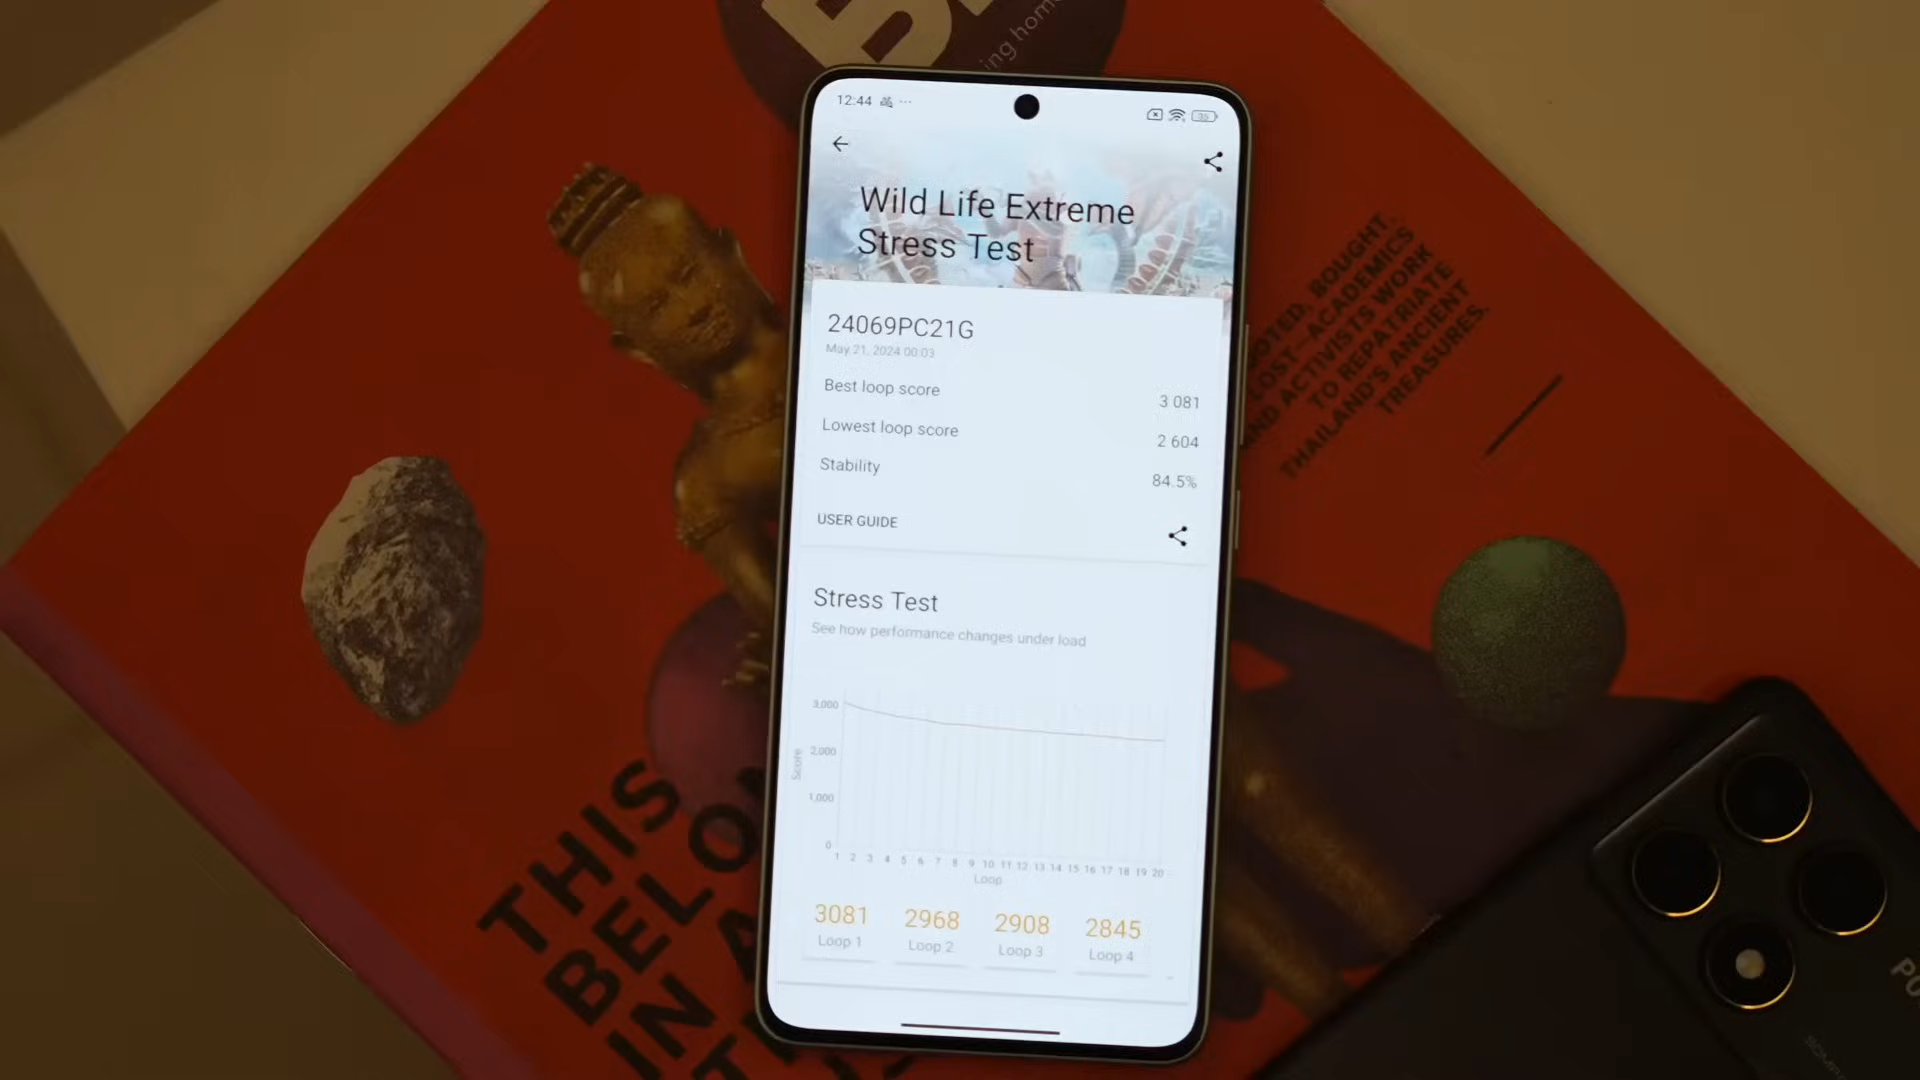 ing home
12:44
35
Wild Life Extreme
Stress Test
24069PC21G
May 21, 2024 00:03
Best loop score
3 081
Lowest loop score
2 604
Stability
84.5%
USER GUIDE
Stress Test
See how performance changes under load
3,000
2,000
1,000
0
Score
1 2 3 4 5 6 7 8 9 10 11 12 13 14 15 16 17 18 19 20
Loop
3081 2968 2908 2845
Loop 1 Loop 2 Loop 3 Loop 4
BOUGHT,
LOST—ACADEMICS
AND ACTIVISTS WORK
TO REPATRIATE
THAILAND'S ANCIENT
TREASURES.
THIS
BELO
IN A
PO